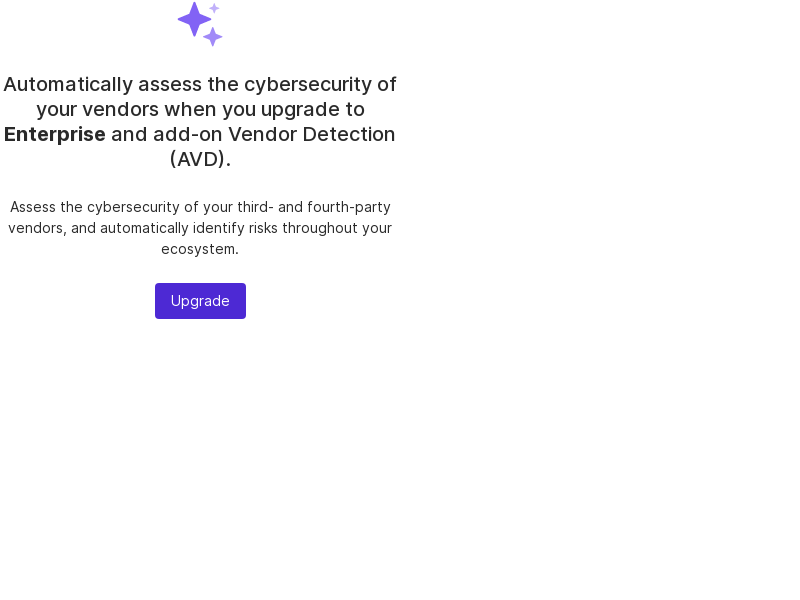 Automatically assess the cybersecurity of
your vendors when you upgrade to
Enterprise and add-on Vendor Detection
(AVD).
Assess the cybersecurity of your third- and fourth-party
vendors, and automatically identify risks throughout your
ecosystem.
Upgrade